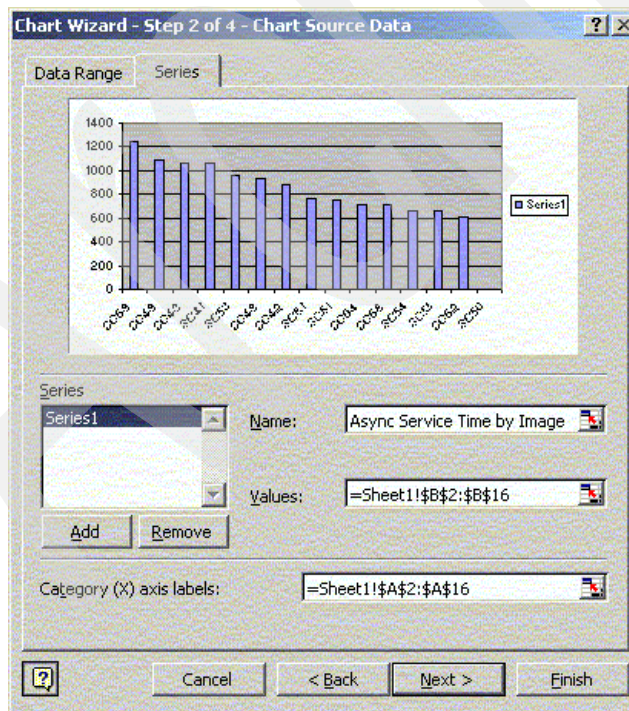 Chart Wizard - Step 2 of 4 - Chart Source Data
Data Range
Series
1400
1200
1000
800
600
400
200
0
Series1
Series
Series1
Name:
Async Service Time by Image
Values:
=Sheet1!$B$2:$B$16
Add
Remove
Category (X) axis labels:
=Sheet1!$A$2:$A$16
Cancel
< Back
Next >
Finish